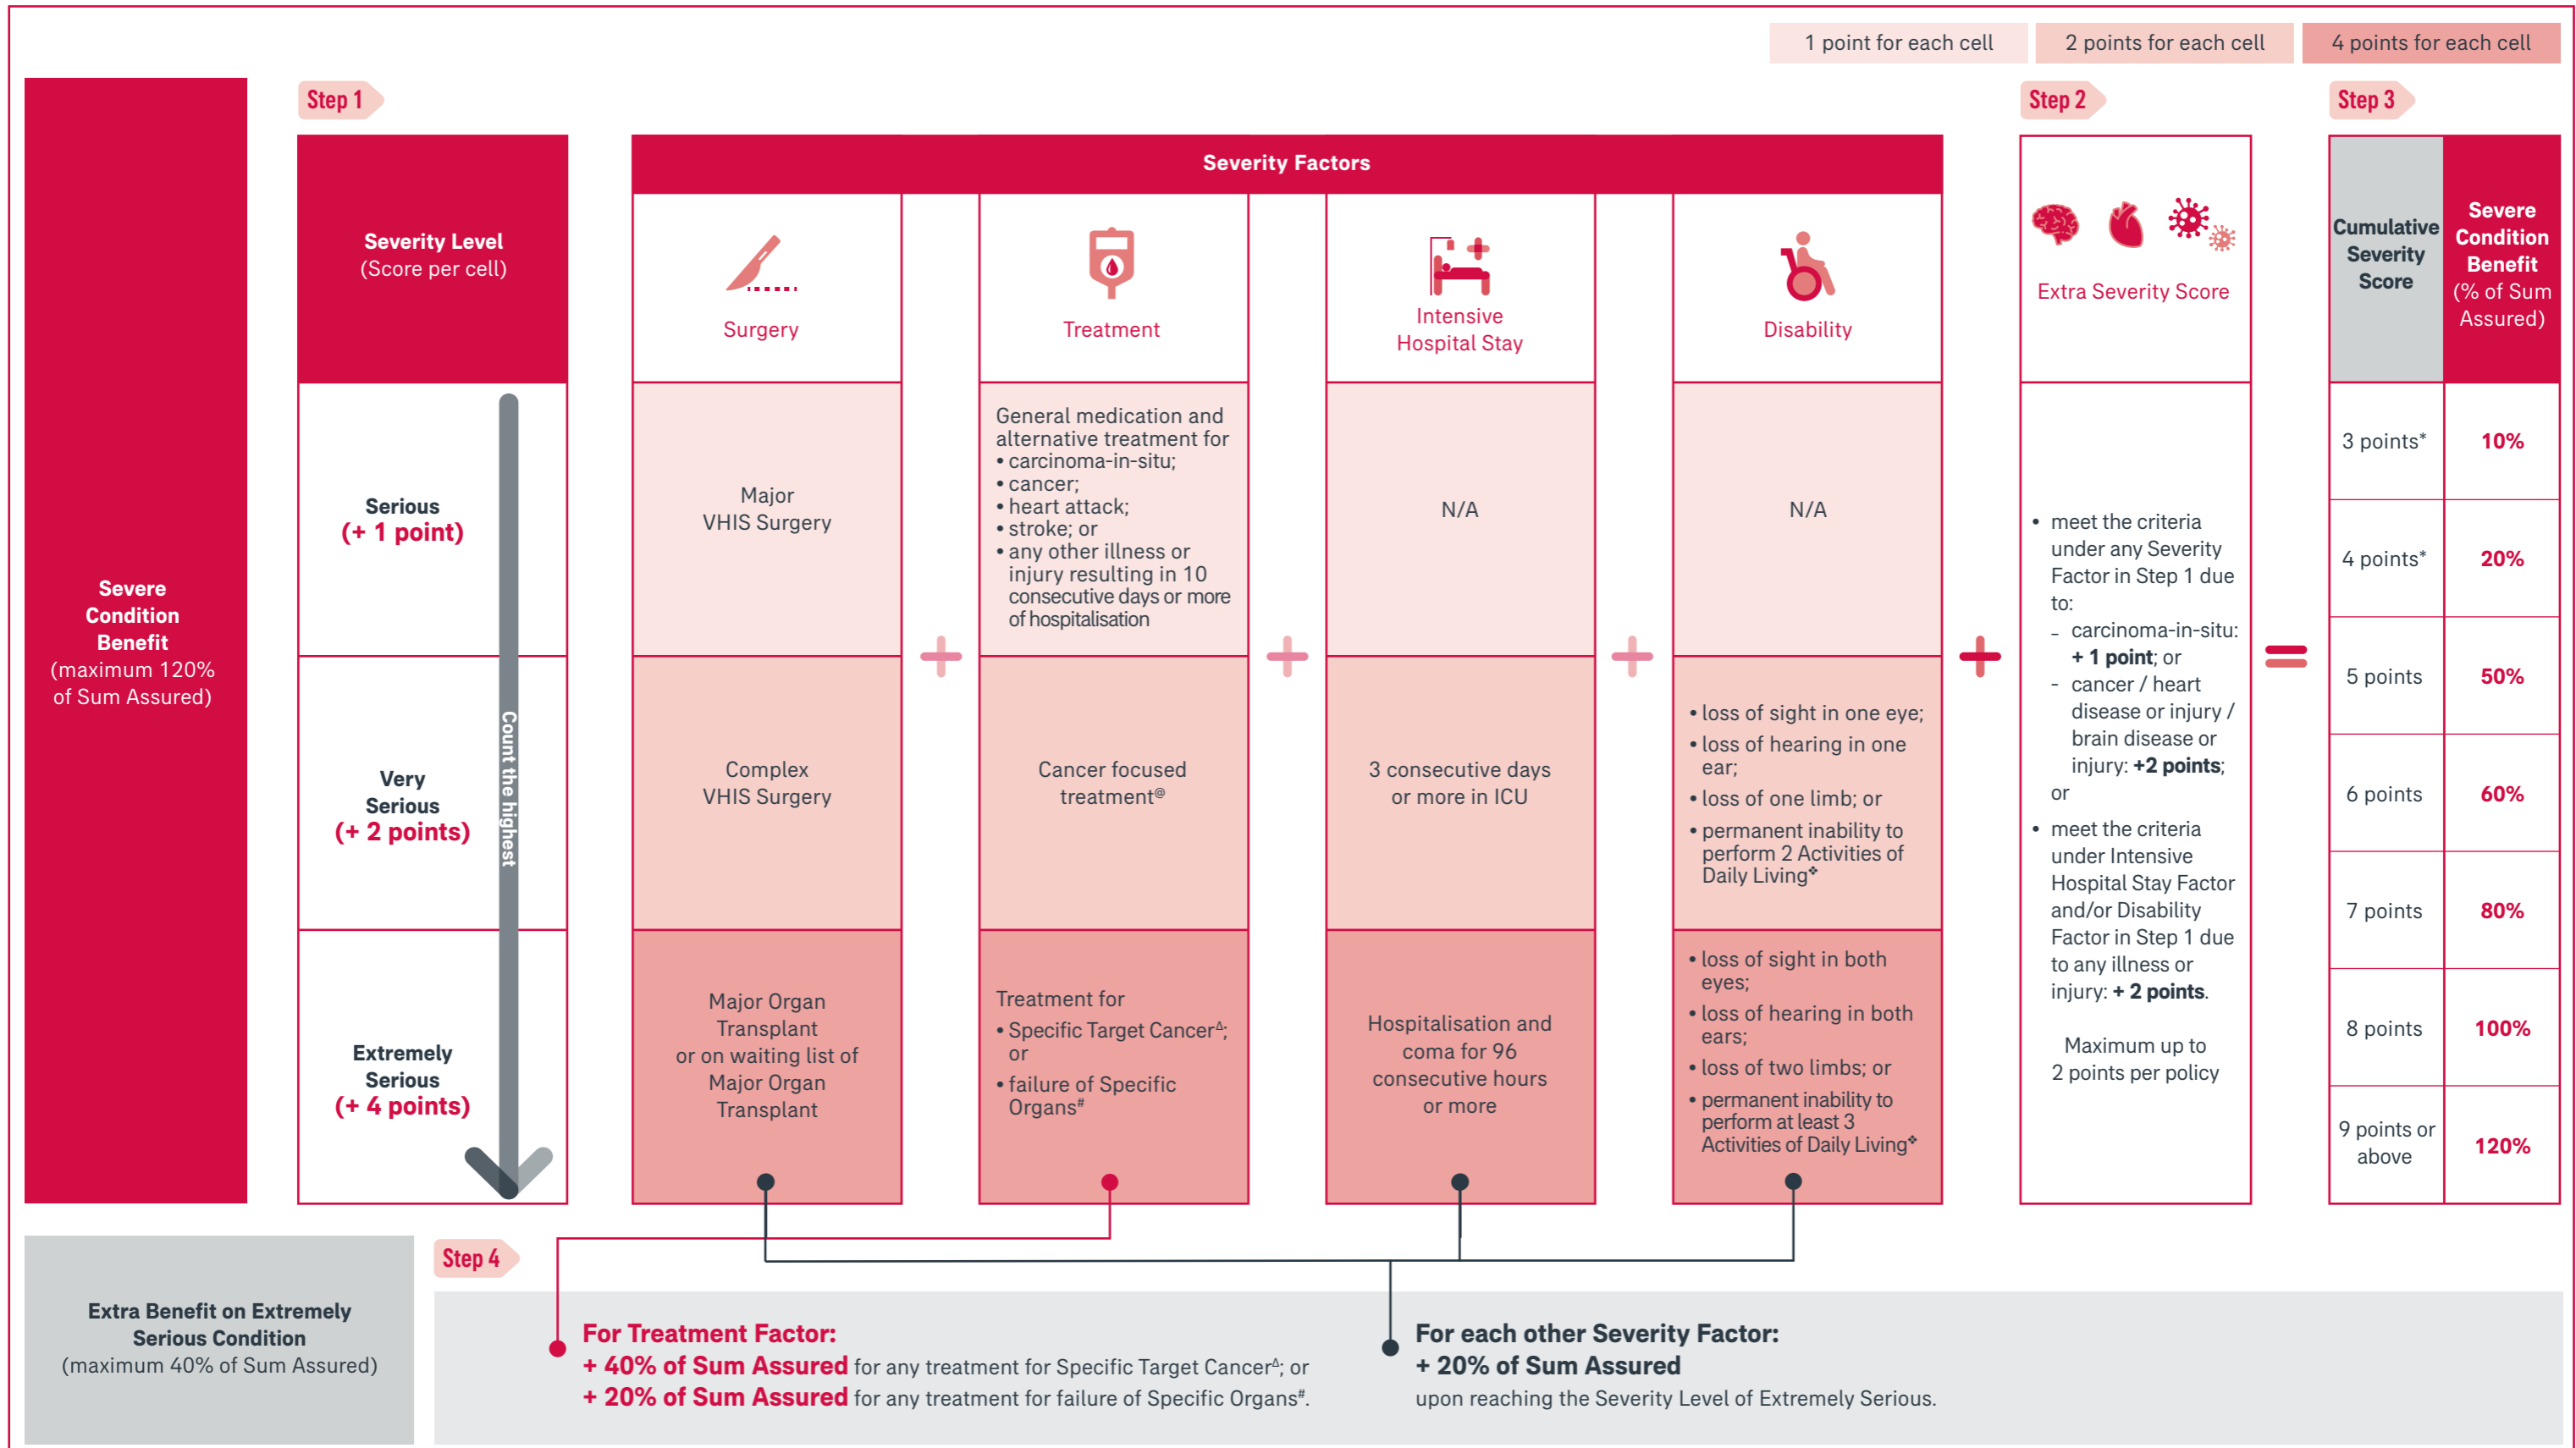 1 point for each cell
2 points for each cell
4 points for each cell
Severe
Condition
Benefit
(maximum 120%
of Sum Assured)
Step 1
Severity Level
(Score per cell)
Count the highest
Serious
(+ 1 point)
Very
Serious
(+ 2 points)
Extremely
Serious
(+ 4 points)
Severity Factors
Surgery
Major
VHIS Surgery
Complex
VHIS Surgery
Major Organ
Transplant
or on waiting list of
Major Organ
Transplant
Treatment
General medication and
alternative treatment for
• carcinoma-in-situ;
• cancer;
• heart attack;
• stroke; or
• any other illness or
injury resulting in 10
consecutive days or more
of hospitalisation
Cancer focused
treatment@
Treatment for
• Specific Target CancerΔ;
or
• failure of Specific
Organs#
Intensive
Hospital Stay
N/A
3 consecutive days
or more in ICU
Hospitalisation and
coma for 96
consecutive hours
or more
Disability
N/A
• loss of sight in one eye;
• loss of hearing in one
ear;
• loss of one limb; or
• permanent inability to
perform 2 Activities of
Daily Living❖
• loss of sight in both
eyes;
• loss of hearing in both
ears;
• loss of two limbs; or
• permanent inability to
perform at least 3
Activities of Daily Living❖
Step 2
Extra Severity Score
• meet the criteria
under any Severity
Factor in Step 1 due
to:
- carcinoma-in-situ:
+ 1 point; or
- cancer / heart
disease or injury /
brain disease or
injury: +2 points;
or
• meet the criteria
under Intensive
Hospital Stay Factor
and/or Disability
Factor in Step 1 due
to any illness or
injury: + 2 points.
Maximum up to
2 points per policy
Step 3
Cumulative
Severity
Score
Severe
Condition
Benefit
(% of Sum
Assured)
3 points* 10%
4 points* 20%
5 points 50%
6 points 60%
7 points 80%
8 points 100%
9 points or
above
120%
Extra Benefit on Extremely
Serious Condition
(maximum 40% of Sum Assured)
Step 4
For Treatment Factor:
+ 40% of Sum Assured for any treatment for Specific Target CancerΔ; or
+ 20% of Sum Assured for any treatment for failure of Specific Organs#.
For each other Severity Factor:
+ 20% of Sum Assured
upon reaching the Severity Level of Extremely Serious.